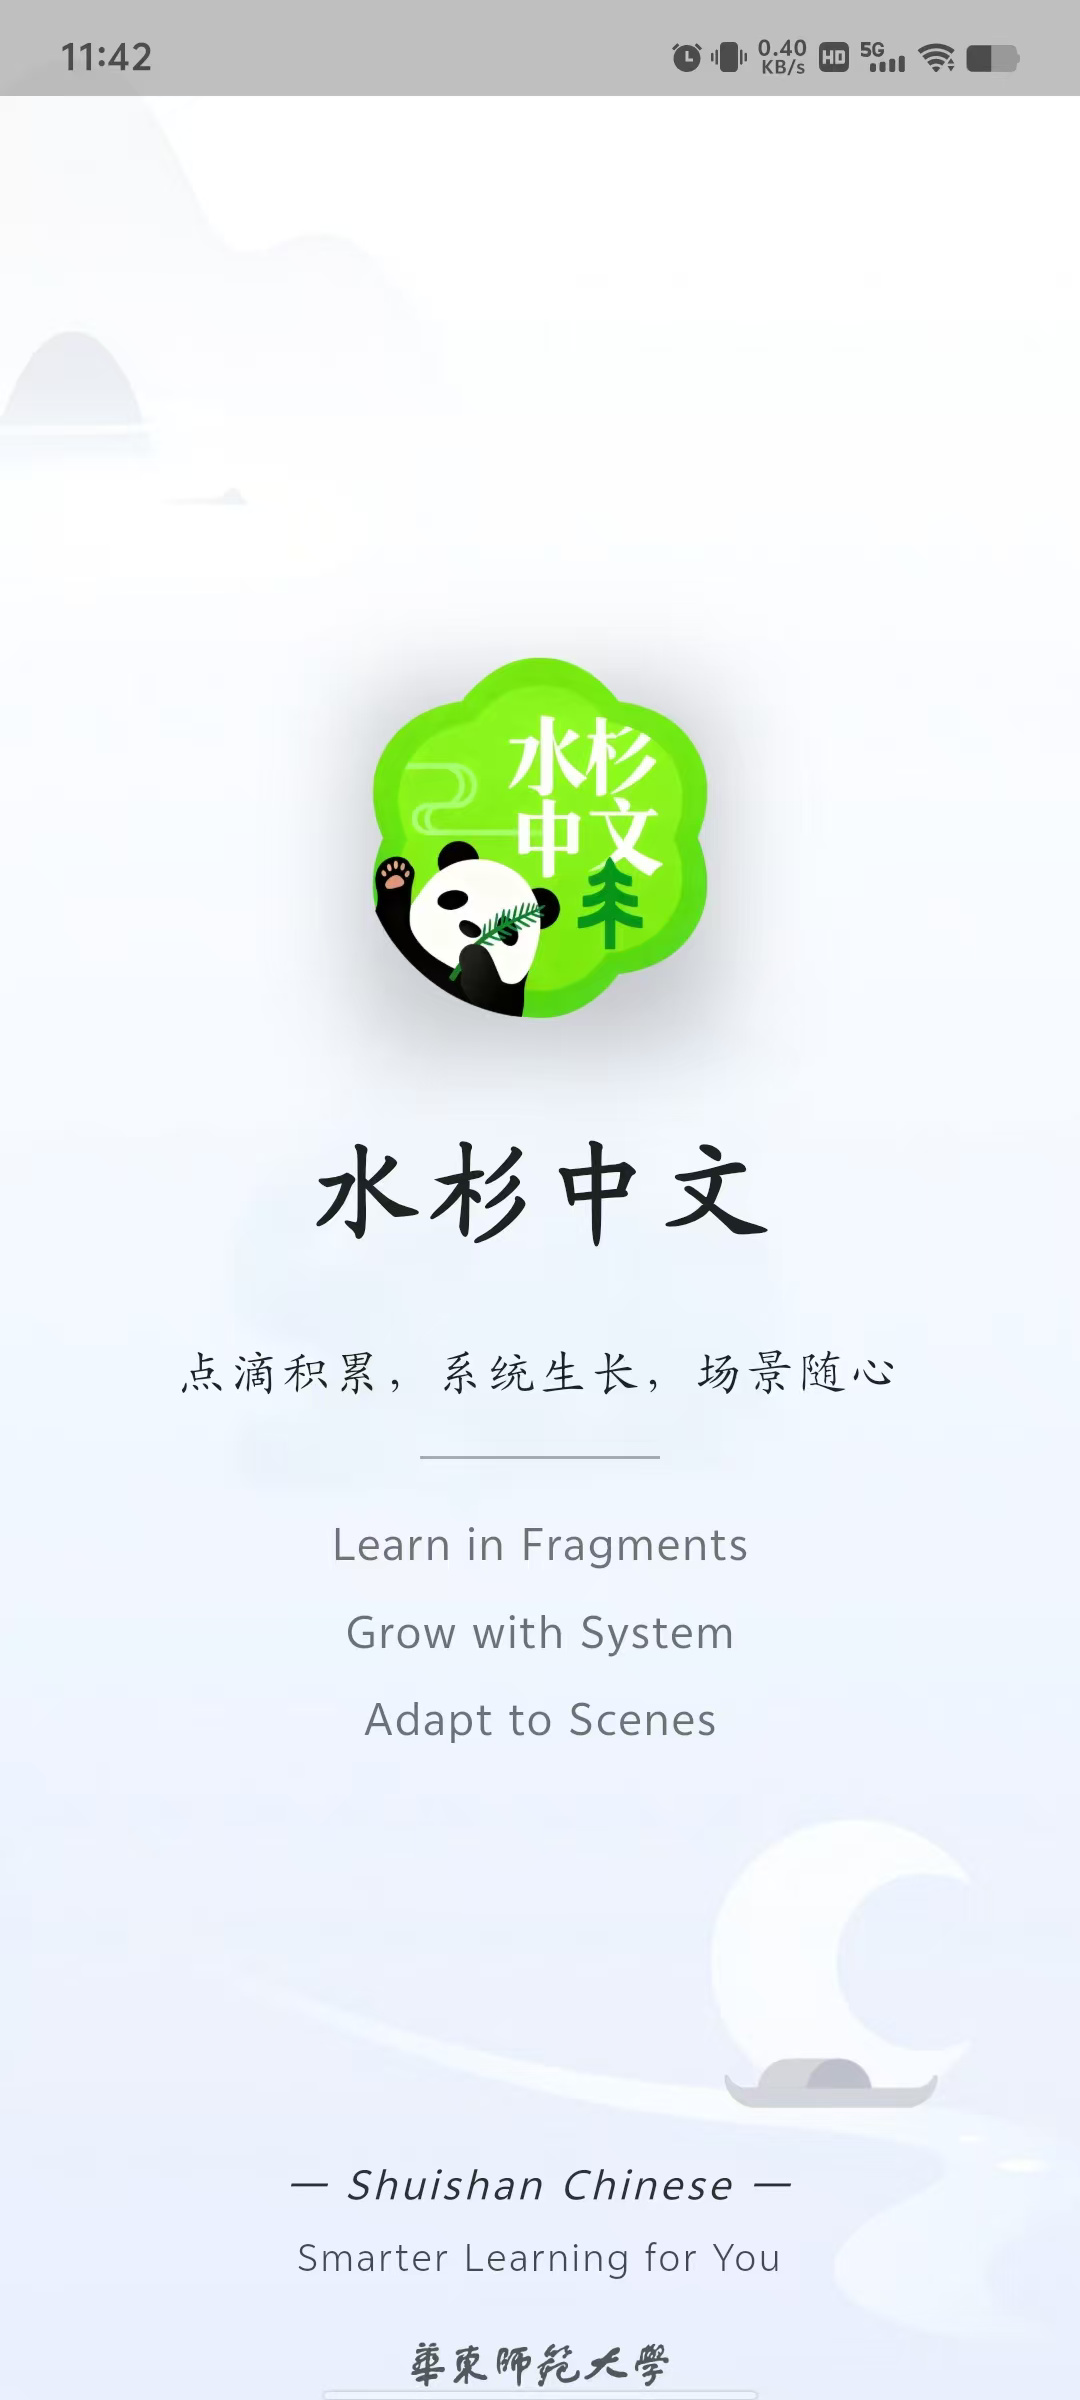 11:42
0.40
KB/s
HD
5G
水杉
中文
水杉中文
点滴积累，系统生长，场景随心
Learn in Fragments
Grow with System
Adapt to Scenes
— Shuishan Chinese —
Smarter Learning for You
華東師範大學